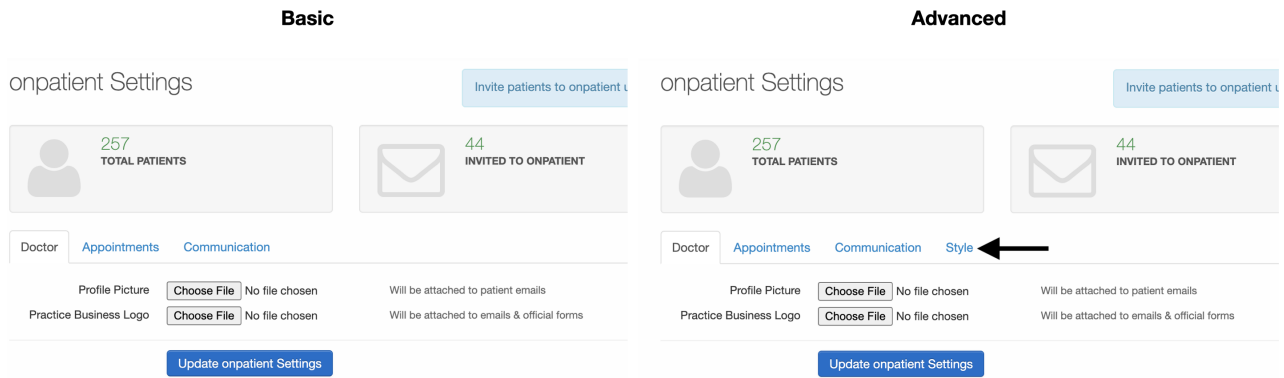 Basic
onpatient Settings
Invite patients to onpatient
257
TOTAL PATIENTS
44
INVITED TO ONPATIENT
Doctor Appointments Communication
Profile Picture Choose File No file chosen Will be attached to patient emails
Practice Business Logo Choose File No file chosen Will be attached to emails & official forms
Update onpatient Settings
Advanced
onpatient Settings
Invite patients to onpatient
257
TOTAL PATIENTS
44
INVITED TO ONPATIENT
Doctor Appointments Communication Style
Profile Picture Choose File No file chosen Will be attached to patient emails
Practice Business Logo Choose File No file chosen Will be attached to emails & official forms
Update onpatient Settings